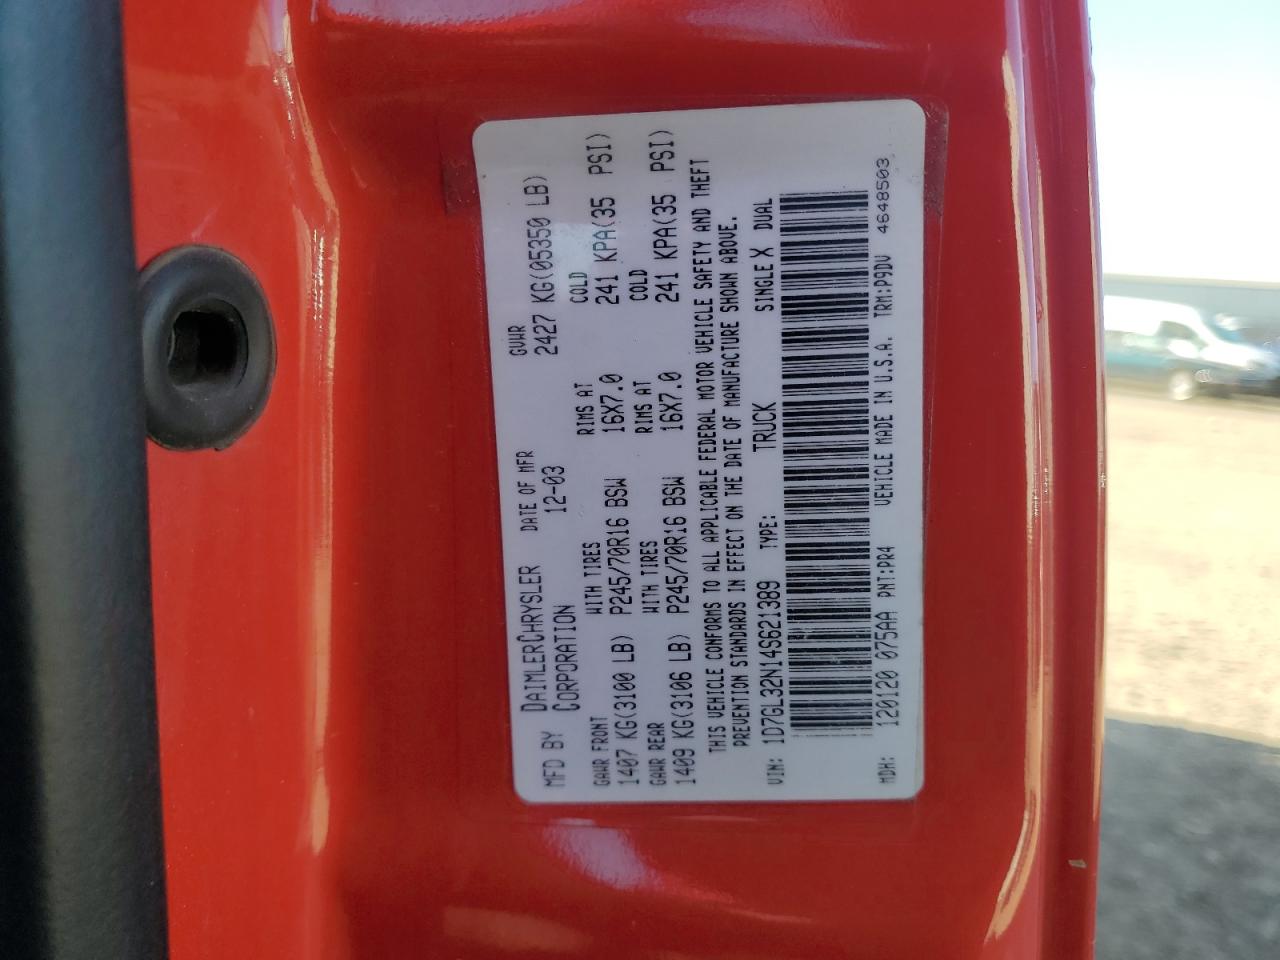 MFD BY DAIMLERCHRYSLER CORPORATION DATE OF MFR 12-03 GVWR 2427 KG(05350 LB)
GAWR FRONT WITH TIRES RIMS AT COLD
1407 KG(3100 LB) P245/70R16 BSW 16X7.0 241 KPA(35 PSI)
GAWR REAR WITH TIRES RIMS AT COLD
1409 KG(3106 LB) P245/70R16 BSW 16X7.0 241 KPA(35 PSI)
THIS VEHICLE CONFORMS TO ALL APPLICABLE FEDERAL MOTOR VEHICLE SAFETY AND THEFT
PREVENTION STANDARDS IN EFFECT ON THE DATE OF MANUFACTURE SHOWN ABOVE.
VIN: 1D7GL32N14S621389 TYPE: TRUCK SINGLE X DUAL
MDH: 120120 075AA PNT:PR4 VEHICLE MADE IN U.S.A. TRM:P9DV 4648503